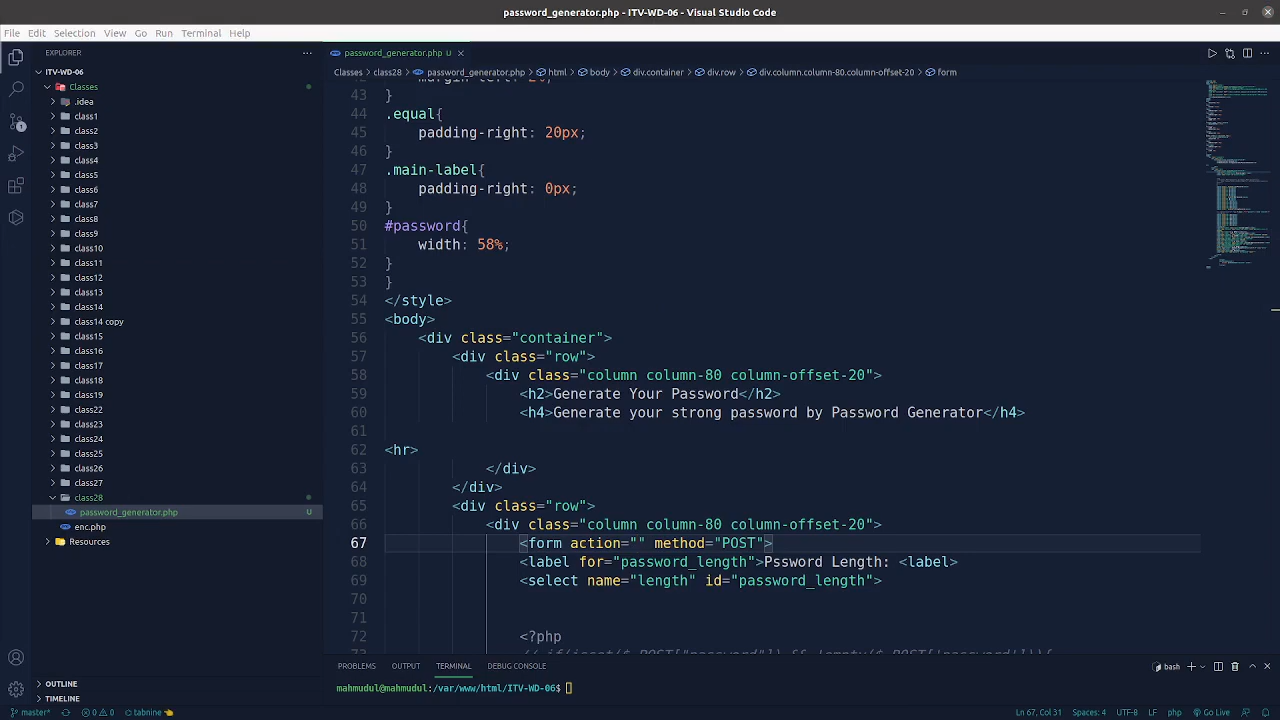 password_generator.php - ITV-WD-06 - Visual Studio Code
File Edit Selection View Go Run Terminal Help
EXPLORER
password_generator.php U
ITV-WD-06
Classes > class28 > password_generator.php > html > body > div.container > div.row > div.column.column-80.column-offset-20 > form
Classes
.idea
class1
class2
class3
class4
class5
class6
class7
class8
class9
class10
class11
class12
class13
class14
class14 copy
class15
class16
class17
class18
class19
class22
class23
class24
class25
class26
class27
class28
password_generator.php U
enc.php
Resources
OUTLINE
TIMELINE
43 }
44 .equal{
45 padding-right: 20px;
46 }
47 .main-label{
48 padding-right: 0px;
49 }
50 #password{
51 width: 58%;
52 }
53 }
54 </style>
55 <body>
56 <div class="container">
57 <div class="row">
58 <div class="column column-80 column-offset-20">
59 <h2>Generate Your Password</h2>
60 <h4>Generate your strong password by Password Generator</h4>
61
62 <hr>
63 </div>
64 </div>
65 <div class="row">
66 <div class="column column-80 column-offset-20">
67 <form action="" method="POST">
68 <label for="password_length">Pssword Length: <label>
69 <select name="length" id="password_length">
70
71
72 <?php
PROBLEMS OUTPUT TERMINAL DEBUG CONSOLE
bash
mahmudul@mahmudul:/var/www/html/ITV-WD-06$
master* 0 0 tabnine Ln 67, Col 31 Spaces: 4 UTF-8 LF php Go Live